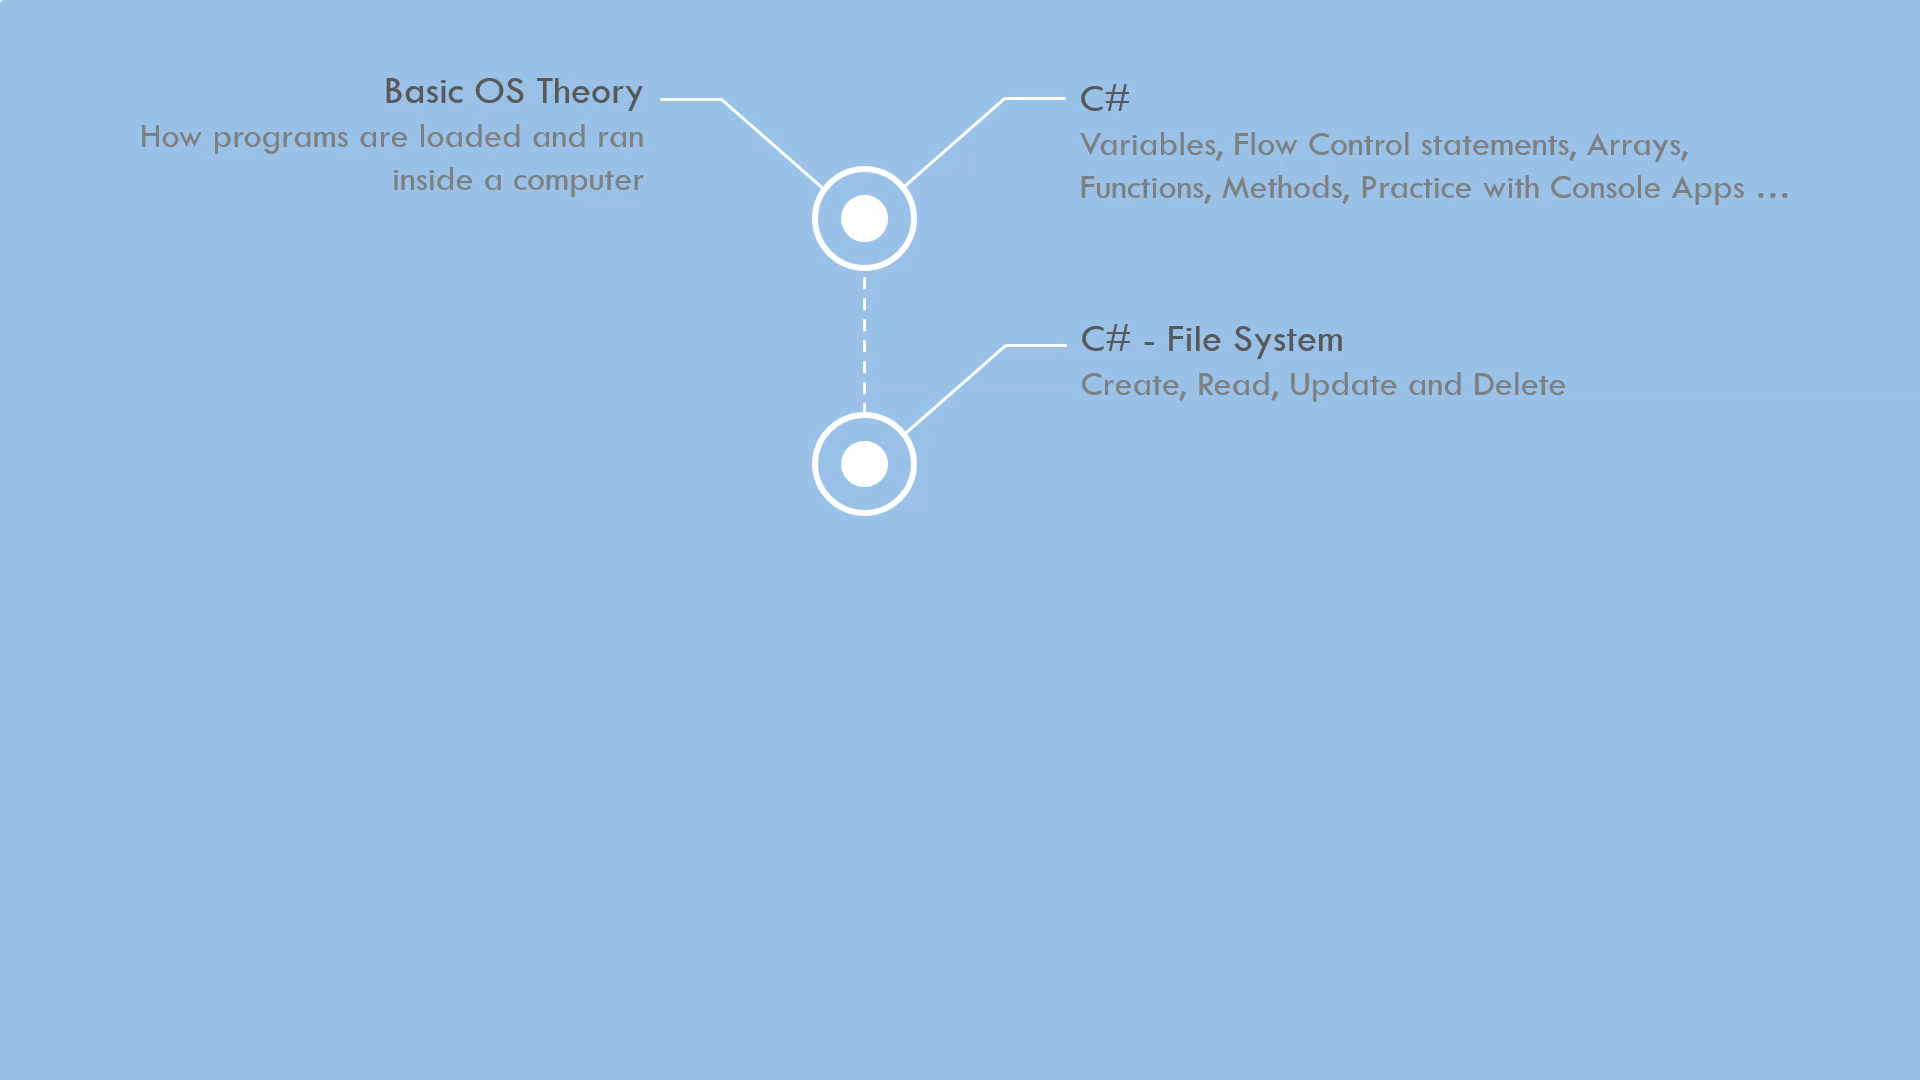 Basic OS Theory
How programs are loaded and ran
inside a computer
C#
Variables, Flow Control statements, Arrays,
Functions, Methods, Practice with Console Apps ...
C# - File System
Create, Read, Update and Delete